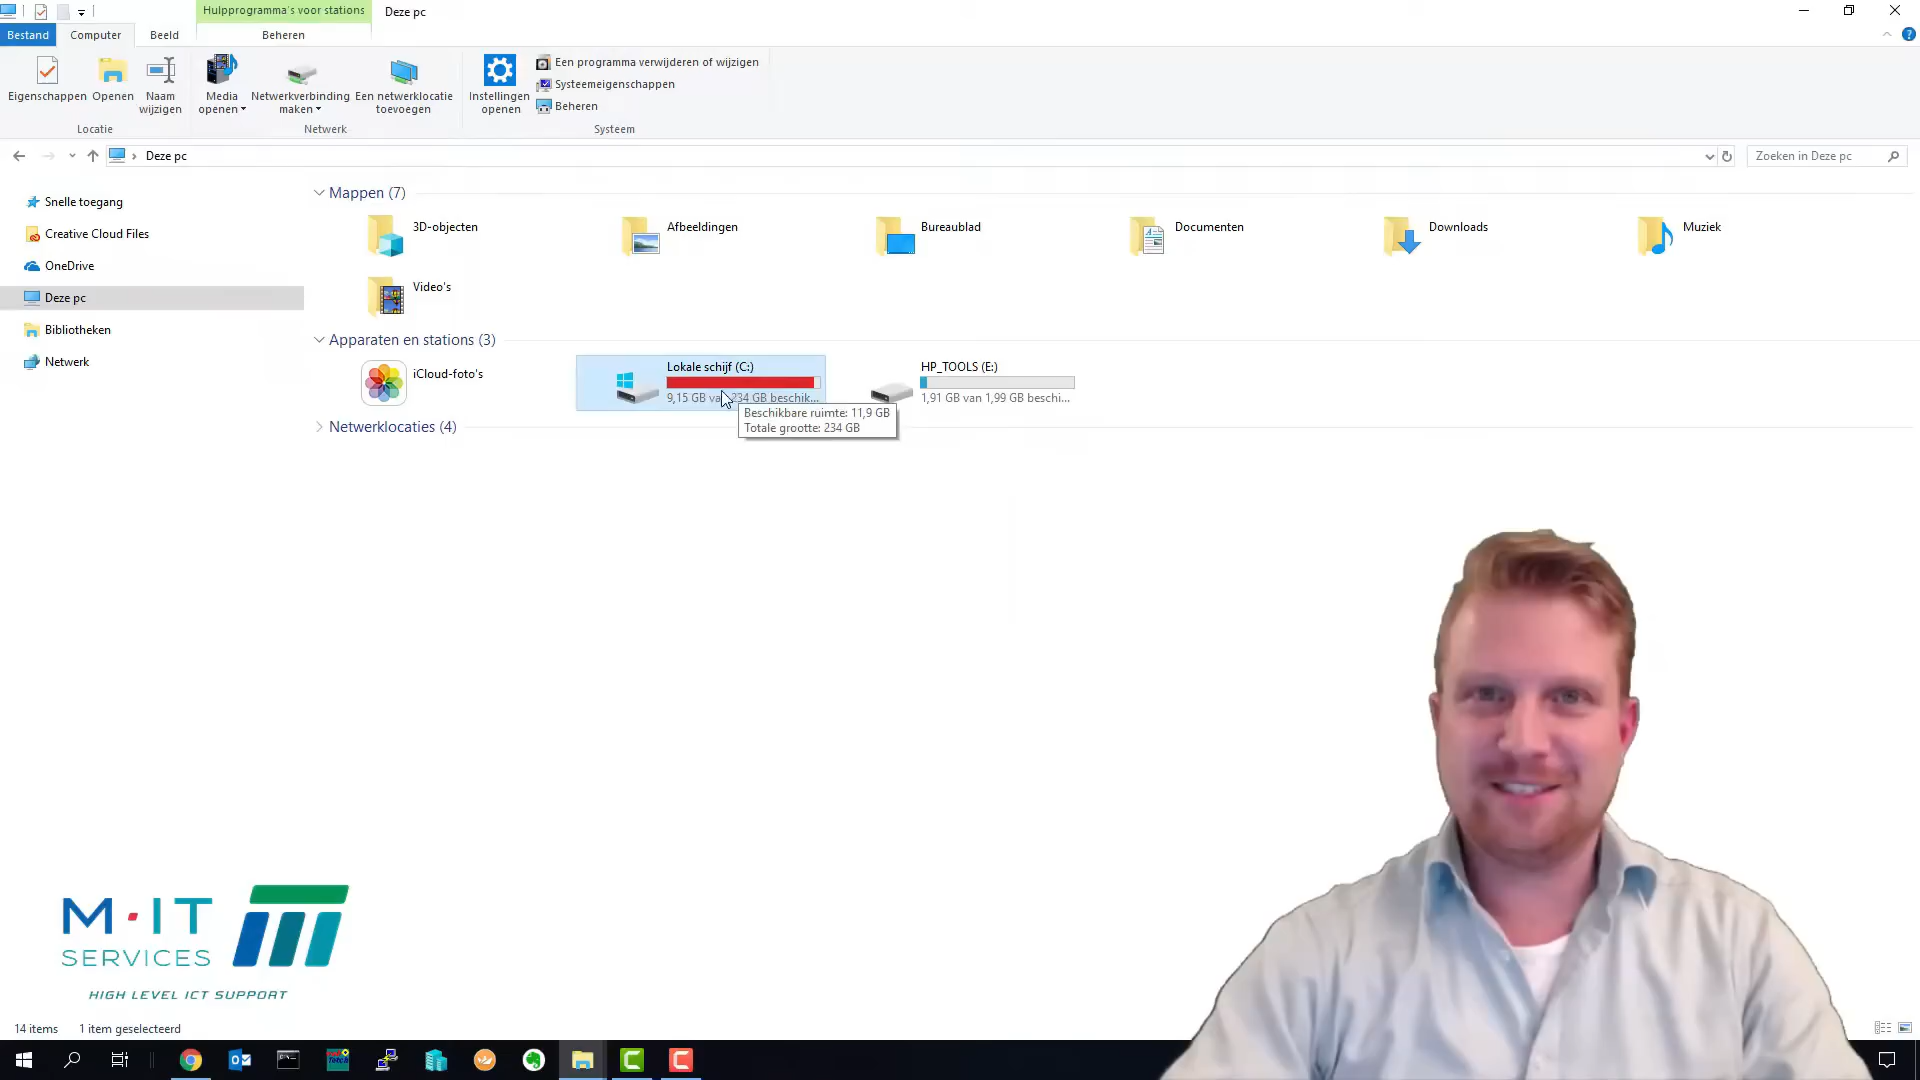 Hulpprogramma's voor stations
Deze pc
Bestand
Computer
Beeld
Beheren
Eigenschappen
Openen
Naam
wijzigen
Media
openen
Netwerkverbinding
maken
Een netwerklocatie
toevoegen
Instellingen
openen
Een programma verwijderen of wijzigen
Systeemeigenschappen
Beheren
Locatie
Netwerk
Systeem
Deze pc
Zoeken in Deze pc
Snelle toegang
Creative Cloud Files
OneDrive
Deze pc
Bibliotheken
Netwerk
Mappen (7)
3D-objecten
Afbeeldingen
Bureaublad
Documenten
Downloads
Muziek
Video's
Apparaten en stations (3)
iCloud-foto's
Lokale schijf (C:)
9,15 GB van 234 GB beschik...
HP_TOOLS (E:)
1,91 GB van 1,99 GB beschi...
Beschikbare ruimte: 11,9 GB
Totale grootte: 234 GB
Netwerklocaties (4)
M·IT
SERVICES
HIGH LEVEL ICT SUPPORT
14 items
1 item geselecteerd